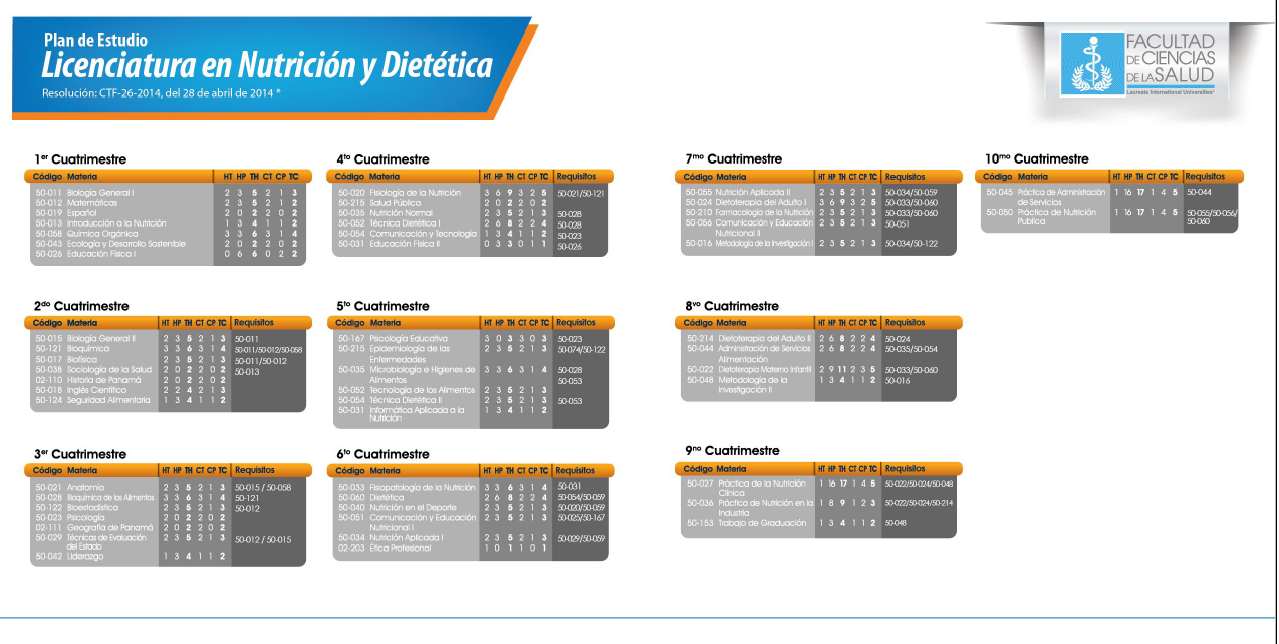 Plan de Estudio
Licenciatura en Nutrición y Dietética
Resolución: CTF-26-2014, del 28 de abril de 2014 *
FACULTAD
DE CIENCIAS
DE LA SALUD
Laureate International Universities®
1er Cuatrimestre
Código Materia HT HP TH CT CP TC
50-011 Biología General I 2 3 5 2 1 3
50-012 Matemáticas 2 3 5 2 1 2
50-019 Español 2 0 2 2 0 2
50-013 Introducción a la Nutrición 1 3 4 1 1 2
50-058 Química Orgánica 3 3 6 3 1 4
50-043 Ecología y Desarrollo Sostenible 2 0 2 2 0 2
50-026 Educación Física I 0 6 6 0 2 2
2do Cuatrimestre
Código Materia HT HP TH CT CP TC Requisitos
50-015 Biología General II 2 3 5 2 1 3 50-011
50-121 Bioquímica 3 3 6 3 1 4 50-011/50-012/50-058
50-017 Biofísica 2 3 5 2 1 3 50-011/50-012
50-038 Sociología de la Salud 2 0 2 2 0 2 50-013
02-110 Historia de Panamá 2 0 2 2 0 2
50-018 Inglés Científico 2 2 4 2 1 3
50-124 Seguridad Alimentaria 1 3 4 1 1 2
3er Cuatrimestre
Código Materia HT HP TH CT CP TC Requisitos
50-021 Anatomía 2 3 5 2 1 3 50-015 / 50-058
50-028 Bioquímica de los Alimentos 3 3 6 3 1 4 50-121
50-122 Bioestadística 2 3 5 2 1 3 50-012
50-023 Psicología 2 0 2 2 0 2
02-111 Geografía de Panamá 2 0 2 2 0 2
50-029 Técnicas de Evaluación 2 3 5 2 1 3 50-012 / 50-015
del Estado
50-042 Liderazgo 1 3 4 1 1 2
4to Cuatrimestre
Código Materia HT HP TH CT CP TC Requisitos
50-020 Fisiología de la Nutrición 3 6 9 3 2 5 50-021/50-121
50-215 Salud Pública 2 0 2 2 0 2
50-035 Nutrición Normal 2 3 5 2 1 3 50-028
50-052 Técnica Dietética I 2 6 8 2 2 4 50-028
50-054 Comunicación y Tecnología 1 3 4 1 1 2 50-023
50-031 Educación Física II 0 3 3 0 1 1 50-026
5to Cuatrimestre
Código Materia HT HP TH CT CP TC Requisitos
50-167 Psicología Educativa 3 0 3 3 0 3 50-023
50-215 Epidemiología de las 2 3 5 2 1 3 50-074/50-122
Enfermedades
50-035 Microbiología e Higienes de 3 3 6 3 1 4 50-028
Alimentos 50-053
50-052 Tecnología de los Alimentos 2 3 5 2 1 3
50-054 Técnica Dietética II 2 3 5 2 1 3 50-053
50-031 Informática Aplicada a la 1 3 4 1 1 2
Nutrición
6to Cuatrimestre
Código Materia HT HP TH CT CP TC Requisitos
50-033 Fisiopatología de la Nutrición 3 3 6 3 1 4 50-031
50-060 Dietética 2 6 8 2 2 4 50-054/50-059
50-040 Nutrición en el Deporte 2 3 5 2 1 3 50-020/50-059
50-051 Comunicación y Educación 2 3 5 2 1 3 50-025/50-167
Nutricional I
50-034 Nutrición Aplicada I 2 3 5 2 1 3 50-029/50-059
02-203 Ética Profesional 1 0 1 1 0 1
7mo Cuatrimestre
Código Materia HT HP TH CT CP TC Requisitos
50-055 Nutrición Aplicada II 2 3 5 2 1 3 50-034/50-059
50-024 Dietoterapia del Adulto I 3 6 9 3 2 5 50-033/50-060
50-210 Farmacología de la Nutrición 2 3 5 2 1 3 50-033/50-060
50-056 Comunicación y Educación 2 3 5 2 1 3 50-051
Nutricional II
50-016 Metodología de la Investigación I 2 3 5 2 1 3 50-034/50-122
8vo Cuatrimestre
Código Materia HT HP TH CT CP TC Requisitos
50-214 Dietoterapia del Adulto II 2 6 8 2 2 4 50-024
50-044 Administración de Servicios 2 6 8 2 2 4 50-035/50-054
Alimentación
50-022 Dietoterapia Materno Infantil 2 9 11 2 3 5 50-033/50-060
50-048 Metodología de la 1 3 4 1 1 2 50-016
Investigación II
9no Cuatrimestre
Código Materia HT HP TH CT CP TC Requisitos
50-027 Práctica de la Nutrición 1 16 17 1 4 5 50-022/50-024/50-048
Clínica
50-036 Práctica de Nutrición en la 1 8 9 1 2 3 50-022/50-024/50-214
Industria
50-153 Trabajo de Graduación 1 3 4 1 1 2 50-048
10mo Cuatrimestre
Código Materia HT HP TH CT CP TC Requisitos
50-045 Práctica de Administración 1 16 17 1 4 5 50-044
de Servicios
50-050 Práctica de Nutrición 1 16 17 1 4 5 50-055/50-056/
Publica 50-060